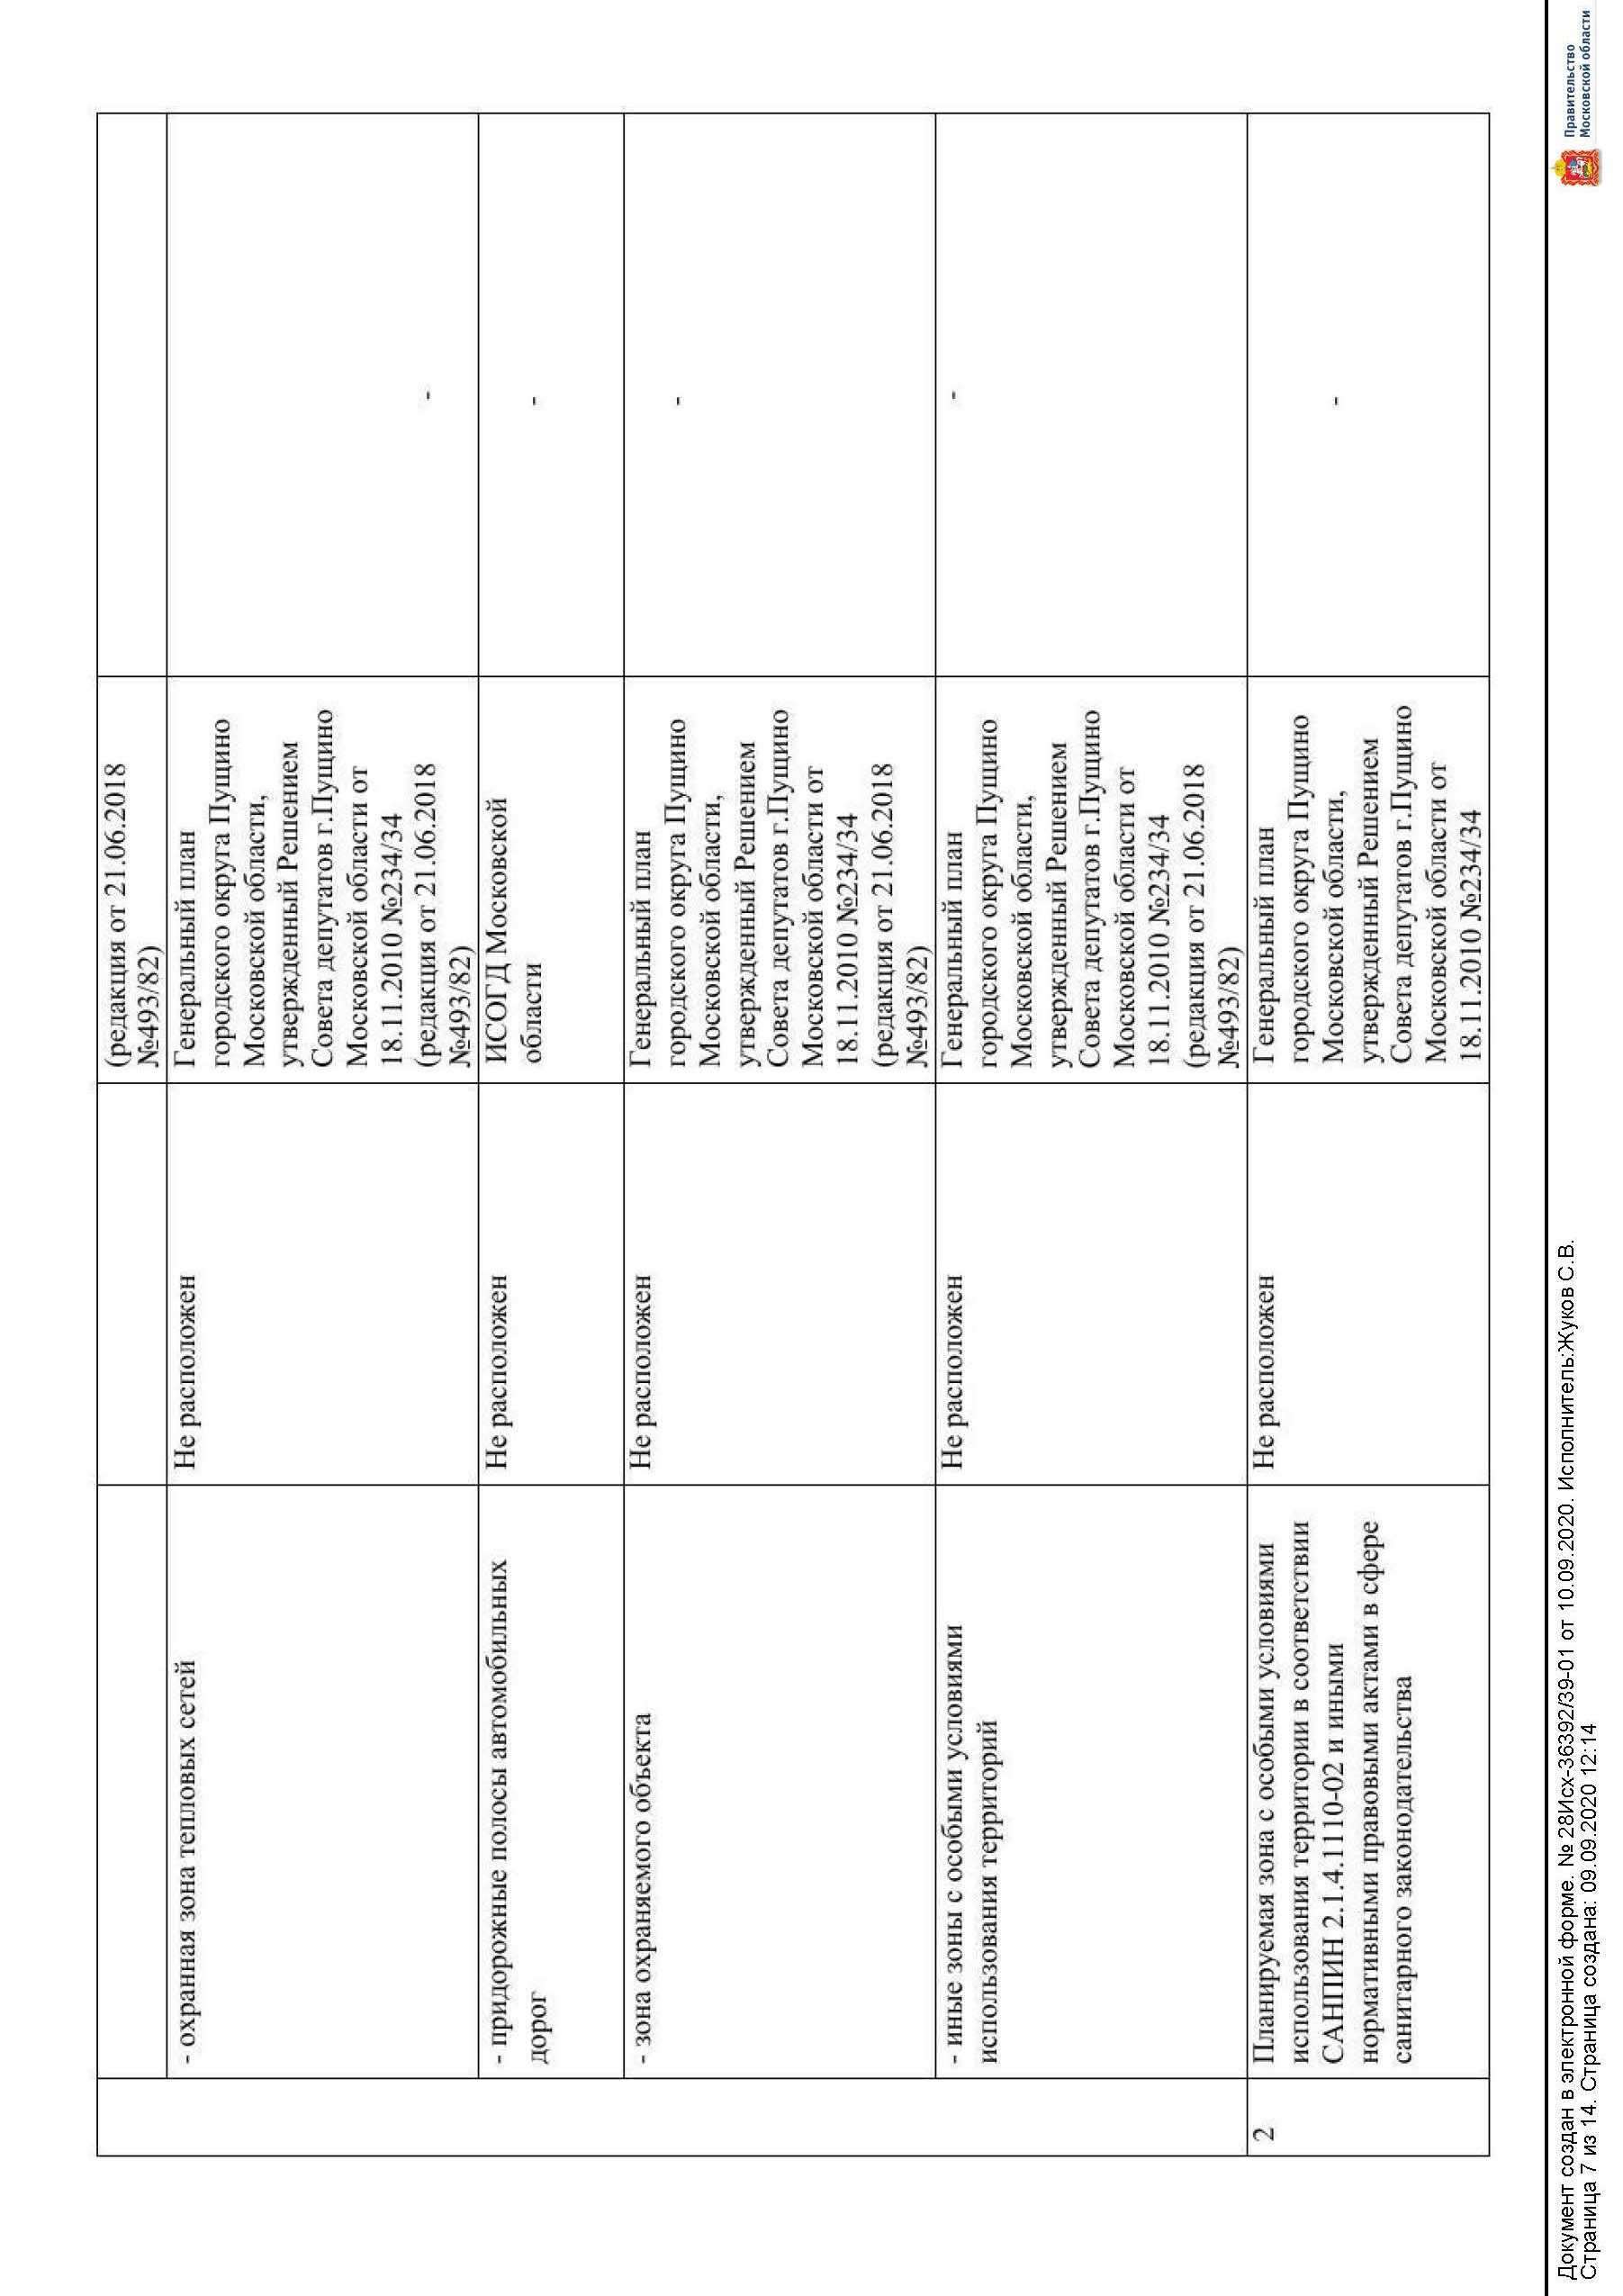 (редакция от 21.06.2018
№493/82)
- охранная зона тепловых сетей
Не расположен
Генеральный план
городского округа Пущино
Московской области,
утвержденный Решением
Совета депутатов г.Пущино
Московской области от
18.11.2010 №234/34
(редакция от 21.06.2018
№493/82)
-
- придорожные полосы автомобильных
дорог
Не расположен
ИСОГД Московской
области
-
- зона охраняемого объекта
Не расположен
Генеральный план
городского округа Пущино
Московской области,
утвержденный Решением
Совета депутатов г.Пущино
Московской области от
18.11.2010 №234/34
(редакция от 21.06.2018
№493/82)
-
- иные зоны с особыми условиями
использования территорий
Не расположен
Генеральный план
городского округа Пущино
Московской области,
утвержденный Решением
Совета депутатов г.Пущино
Московской области от
18.11.2010 №234/34
(редакция от 21.06.2018
№493/82)
-
2
Планируемая зона с особыми условиями
использования территории в соответствии
САНПИН 2.1.4.1110-02 и иными
нормативными правовыми актами в сфере
санитарного законодательства
Не расположен
Генеральный план
городского округа Пущино
Московской области,
утвержденный Решением
Совета депутатов г.Пущино
Московской области от
18.11.2010 №234/34
-
Документ создан в электронной форме. № 28Исх-36392/39-01 от 10.09.2020. Исполнитель:Жуков С.В.
Страница 7 из 14. Страница создана: 09.09.2020 12:14
Правительство
Московской области